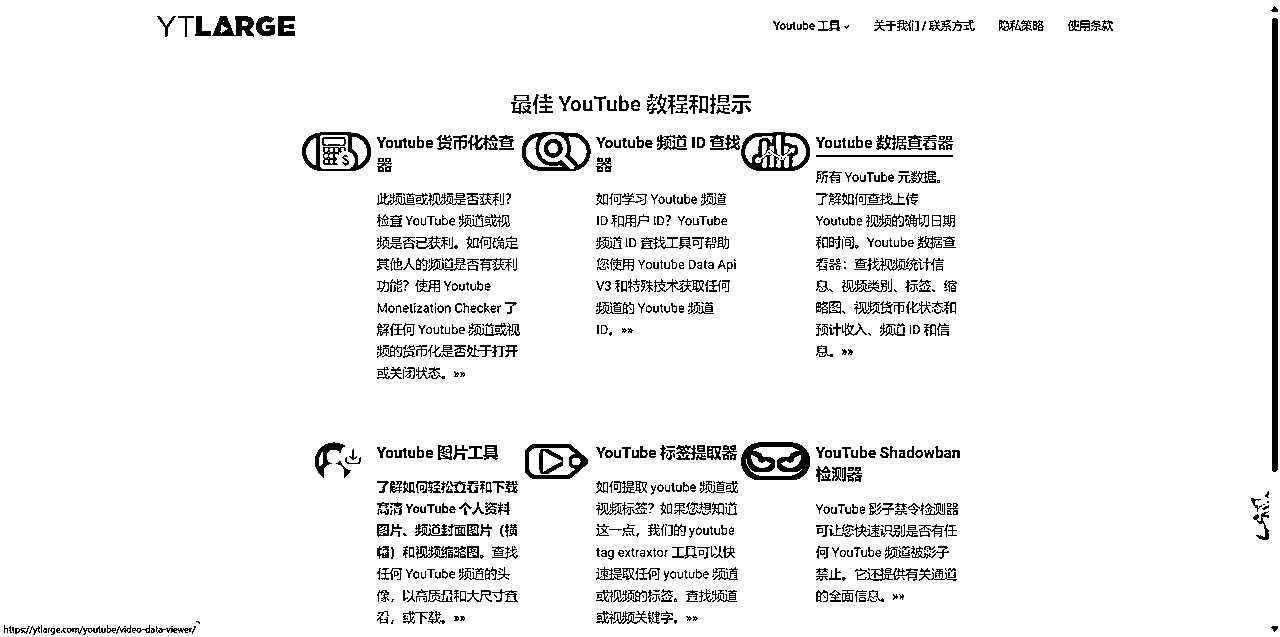 YTLARGE
Youtube 工具
关于我们 / 联系方式
隐私策略
使用条款
最佳 YouTube 教程和提示
Youtube 货币化检查
器
此频道或视频是否获利?
检查 YouTube 频道或视
频是否已获利。如何确定
其他人的频道是否有获利
功能? 使用 Youtube
Monetization Checker 了
解任何 Youtube 频道或视
频的货币化是否处于打开
或关闭状态。 »»
Youtube 频道 ID 查找
器
如何学习 Youtube 频道
ID 和用户 ID? YouTube
频道 ID 查找工具可帮助
您使用 Youtube Data Api
V3 和特殊技术获取任何
频道的 Youtube 频道
ID。 »»
Youtube 数据查看器
所有 YouTube 元数据。
了解如何查找上传
Youtube 视频的确切日期
和时间。Youtube 数据查
看器：查找视频统计信
息、视频类别、标签、缩
略图、视频货币化状态和
预计收入、频道 ID 和信
息。 »»
Youtube 图片工具
了解如何轻松查看和下载
高清 YouTube 个人资料
图片、频道封面图片（横
幅）和视频缩略图。查找
任何 YouTube 频道的头
像，以高质量和大尺寸查
看，或下载。 »»
YouTube 标签提取器
如何提取 youtube 频道或
视频标签？如果您想知道
这一点，我们的 youtube
tag extraxtor 工具可以快
速提取任何 youtube 频道
或视频的标签。查找频道
或视频关键字。 »»
YouTube Shadowban
检测器
YouTube 影子禁令检测器
可让您快速识别是否有任
何 YouTube 频道被影子
禁止。它还提供有关通道
的全面信息。 »»
https://ytlarge.com/youtube/video-data-viewer/